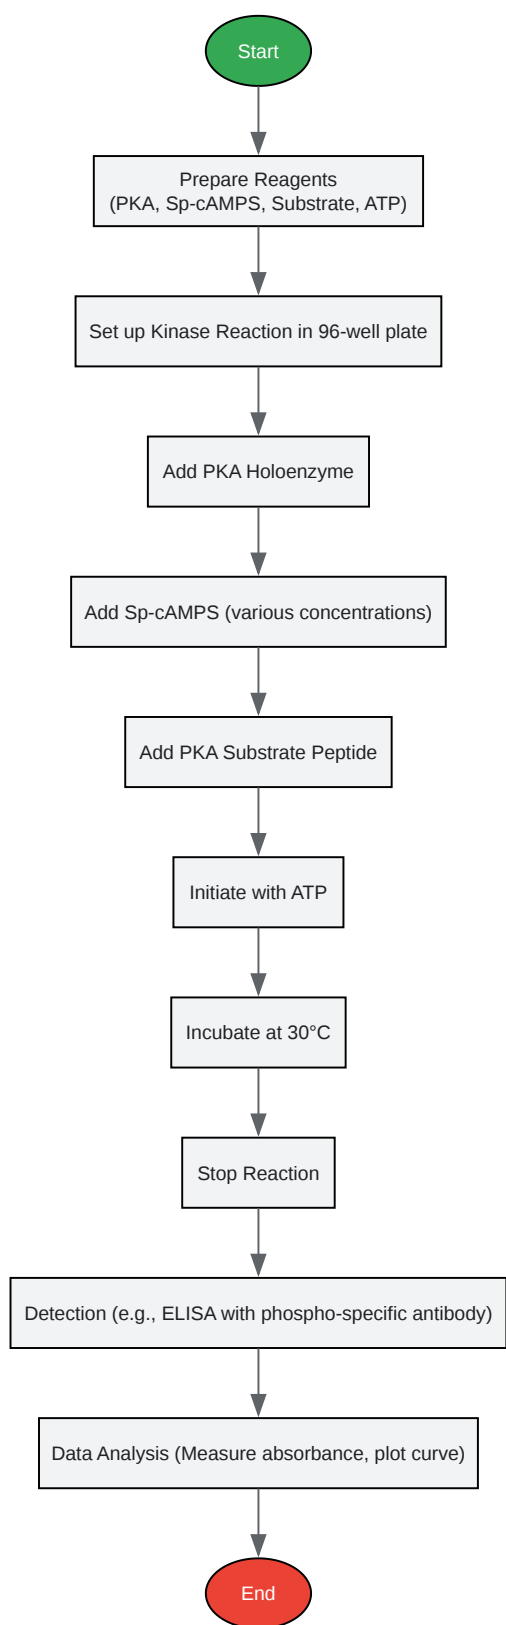 Start
Prepare Reagents
(PKA, Sp-cAMPS, Substrate, ATP)
Set up Kinase Reaction in 96-well plate
Add PKA Holoenzyme
Add Sp-cAMPS (various concentrations)
Add PKA Substrate Peptide
Initiate with ATP
Incubate at 30°C
Stop Reaction
Detection (e.g., ELISA with phospho-specific antibody)
Data Analysis (Measure absorbance, plot curve)
End